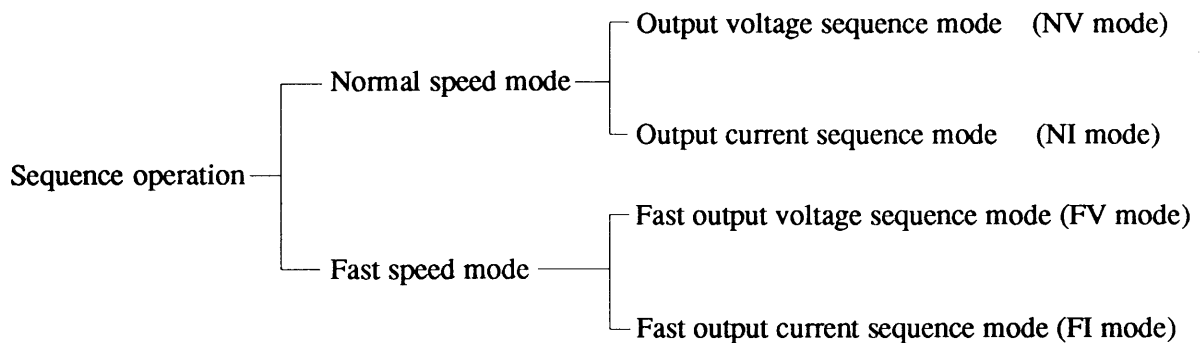 Output voltage sequence mode (NV mode)
Normal speed mode
Output current sequence mode (NI mode)
Sequence operation
Fast output voltage sequence mode (FV mode)
Fast speed mode
Fast output current sequence mode (FI mode)